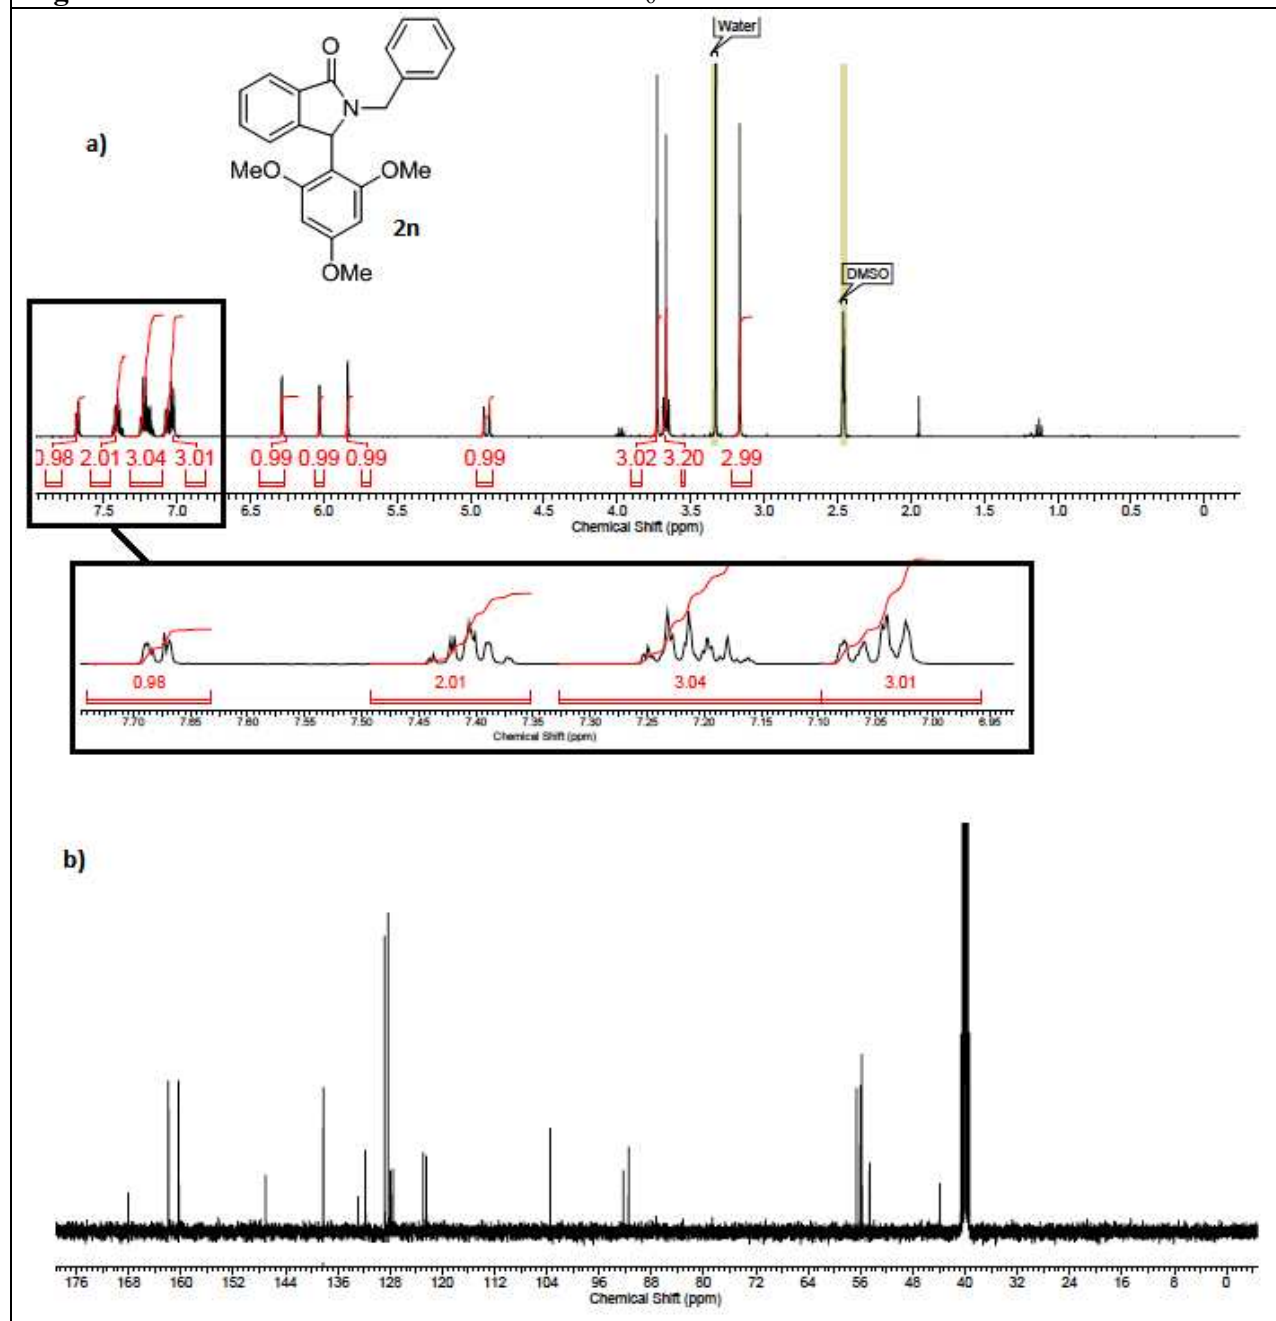 Water
O
N
a)
MeO
OMe
2n
OMe
DMSO
0.98 2.01 3.04 3.01 0.99 0.99 0.99 0.99 3.02 3.20 2.99
7.5 7.0 6.5 6.0 5.5 5.0 4.5 4.0 3.5 3.0 2.5 2.0 1.5 1.0 0.5 0
Chemical Shift (ppm)
0.98 2.01 3.04 3.01
7.70 7.65 7.60 7.55 7.50 7.45 7.40 7.35 7.30 7.25 7.20 7.15 7.10 7.05 7.00 6.95
Chemical Shift (ppm)
b)
176 168 160 152 144 136 128 120 112 104 96 88 80 72 64 56 48 40 32 24 16 8 0
Chemical Shift (ppm)